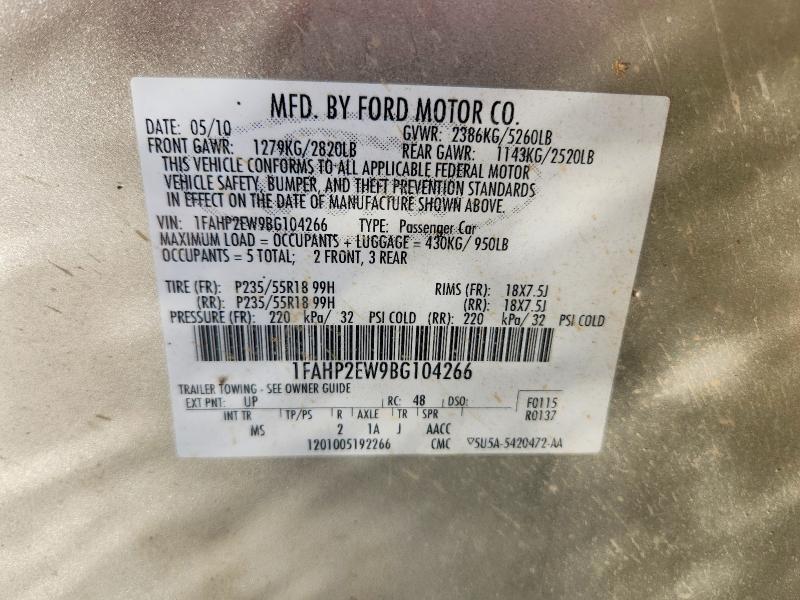 MFD. BY FORD MOTOR CO.
DATE: 05/10 GVWR: 2386KG/5260LB
FRONT GAWR: 1279KG/2820LB REAR GAWR: 1143KG/2520LB
THIS VEHICLE CONFORMS TO ALL APPLICABLE FEDERAL MOTOR
VEHICLE SAFETY, BUMPER, AND THEFT PREVENTION STANDARDS
IN EFFECT ON THE DATE OF MANUFACTURE SHOWN ABOVE.
VIN: 1FAHP2EW9BG104266 TYPE: Passenger Car
MAXIMUM LOAD = OCCUPANTS + LUGGAGE = 430KG/ 950LB
OCCUPANTS = 5 TOTAL; 2 FRONT, 3 REAR
TIRE (FR): P235/55R18 99H RIMS (FR): 18X7.5J
(RR): P235/55R18 99H (RR): 18X7.5J
PRESSURE (FR): 220 kPa/ 32 PSI COLD (RR): 220 kPa/ 32 PSI COLD
1FAHP2EW9BG104266
TRAILER TOWING - SEE OWNER GUIDE
EXT PNT: UP RC: 48 DSO: F0115
INT TR TP/PS R AXLE TR SPR R0137
MS 2 1A J AACC
1201005192266 CMC ▽5U5A-5420472-AA